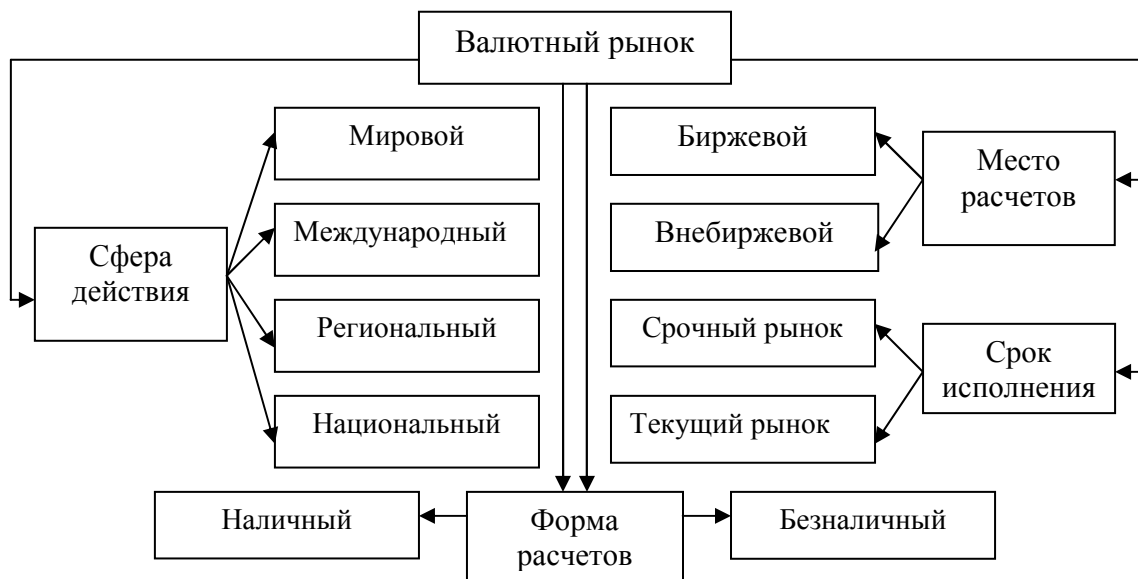 Валютный рынок
Мировой
Международный
Региональный
Национальный
Сфера
действия
Биржевой
Внебиржевой
Место
расчетов
Срочный рынок
Текущий рынок
Срок
исполнения
Наличный
Форма
расчетов
Безналичный